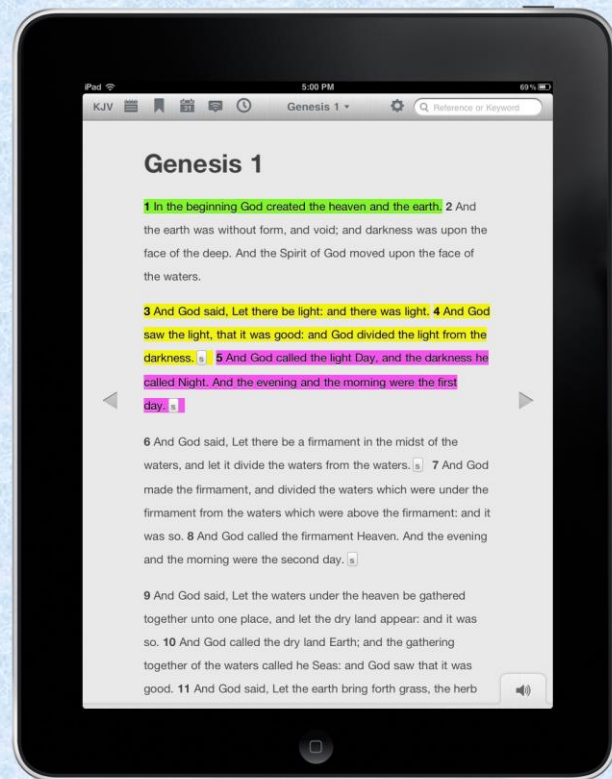 iPad 5:00 PM 69%
KJV 31 Genesis 1 Reference or Keyword
Genesis 1
1 In the beginning God created the heaven and the earth. 2 And
the earth was without form, and void; and darkness was upon the
face of the deep. And the Spirit of God moved upon the face of
the waters.
3 And God said, Let there be light: and there was light. 4 And God
saw the light, that it was good: and God divided the light from the
darkness. s 5 And God called the light Day, and the darkness he
called Night. And the evening and the morning were the first
day. s
6 And God said, Let there be a firmament in the midst of the
waters, and let it divide the waters from the waters. s 7 And God
made the firmament, and divided the waters which were under the
firmament from the waters which were above the firmament: and it
was so. 8 And God called the firmament Heaven. And the evening
and the morning were the second day. s
9 And God said, Let the waters under the heaven be gathered
together unto one place, and let the dry land appear: and it was
so. 10 And God called the dry land Earth; and the gathering
together of the waters called he Seas: and God saw that it was
good. 11 And God said, Let the earth bring forth grass, the herb